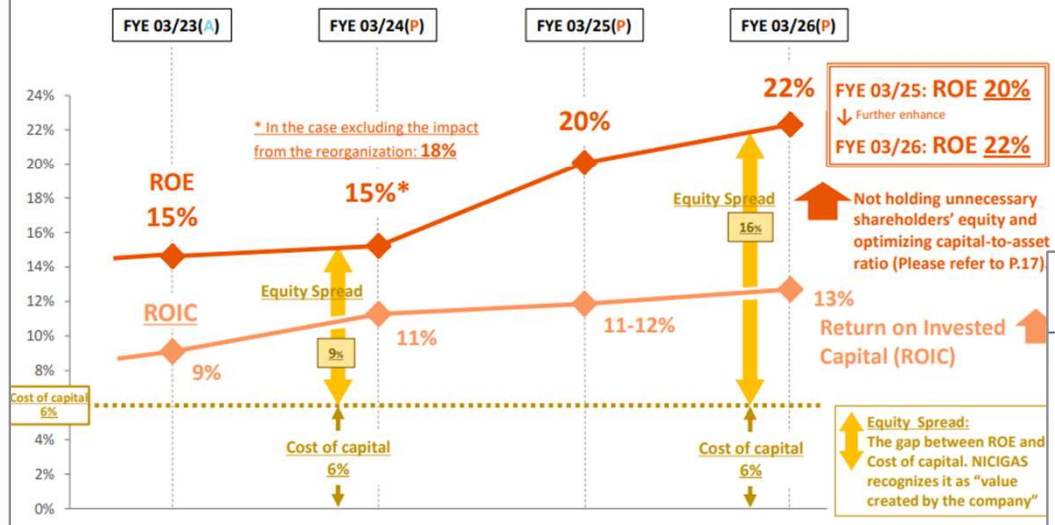 FYE 03/23(A)
FYE 03/24(P)
FYE 03/25(P)
FYE 03/26(P)
24%
22%
20%
18%
16%
14%
12%
10%
8%
Cost of capital
6%
4%
2%
0%
ROE
15%
* In the case excluding the impact
from the reorganization: 18%
15%*
20%
22%
FYE 03/25: ROE 20%
↓ Further enhance
FYE 03/26: ROE 22%
Equity Spread
16%
Not holding unnecessary
shareholders' equity and
optimizing capital-to-asset
ratio (Please refer to P.17)
Equity Spread
9%
ROIC
9%
11%
11-12%
13%
Return on Invested
Capital (ROIC)
Cost of capital
6%
Cost of capital
6%
Equity Spread:
The gap between ROE and
Cost of capital. NICIGAS
recognizes it as "value
created by the company"